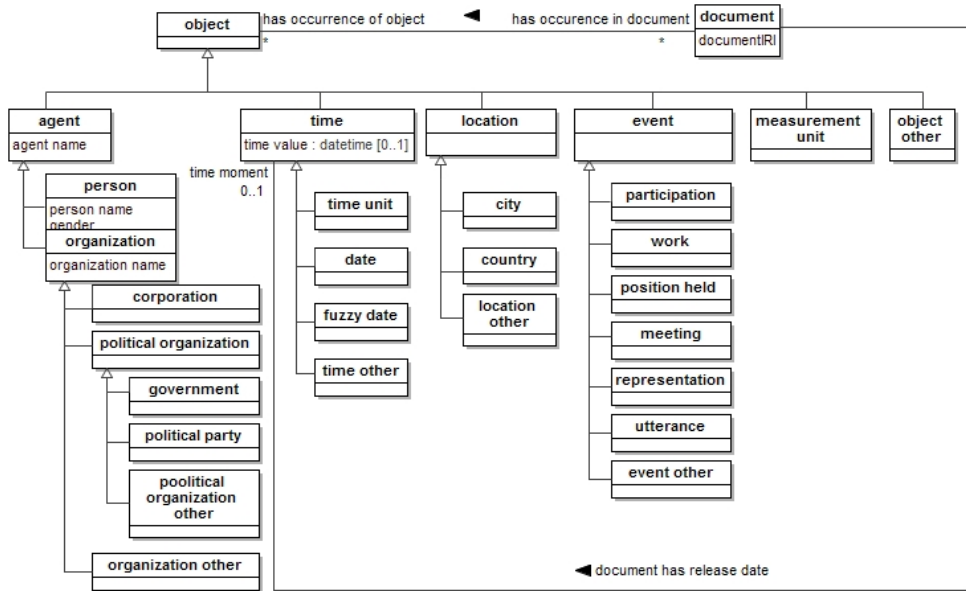 object
has occurrence of object
has occurence in document
document
*
*
documentIRI
agent
agent name
time
time value : datetime [0..1]
location
event
measurement
unit
object
other
time moment
0..1
person
person name
gender
organization
organization name
corporation
political organization
government
political party
poolitical
organization
other
organization other
time unit
date
fuzzy date
time other
city
country
location
other
participation
work
position held
meeting
representation
utterance
event other
document has release date